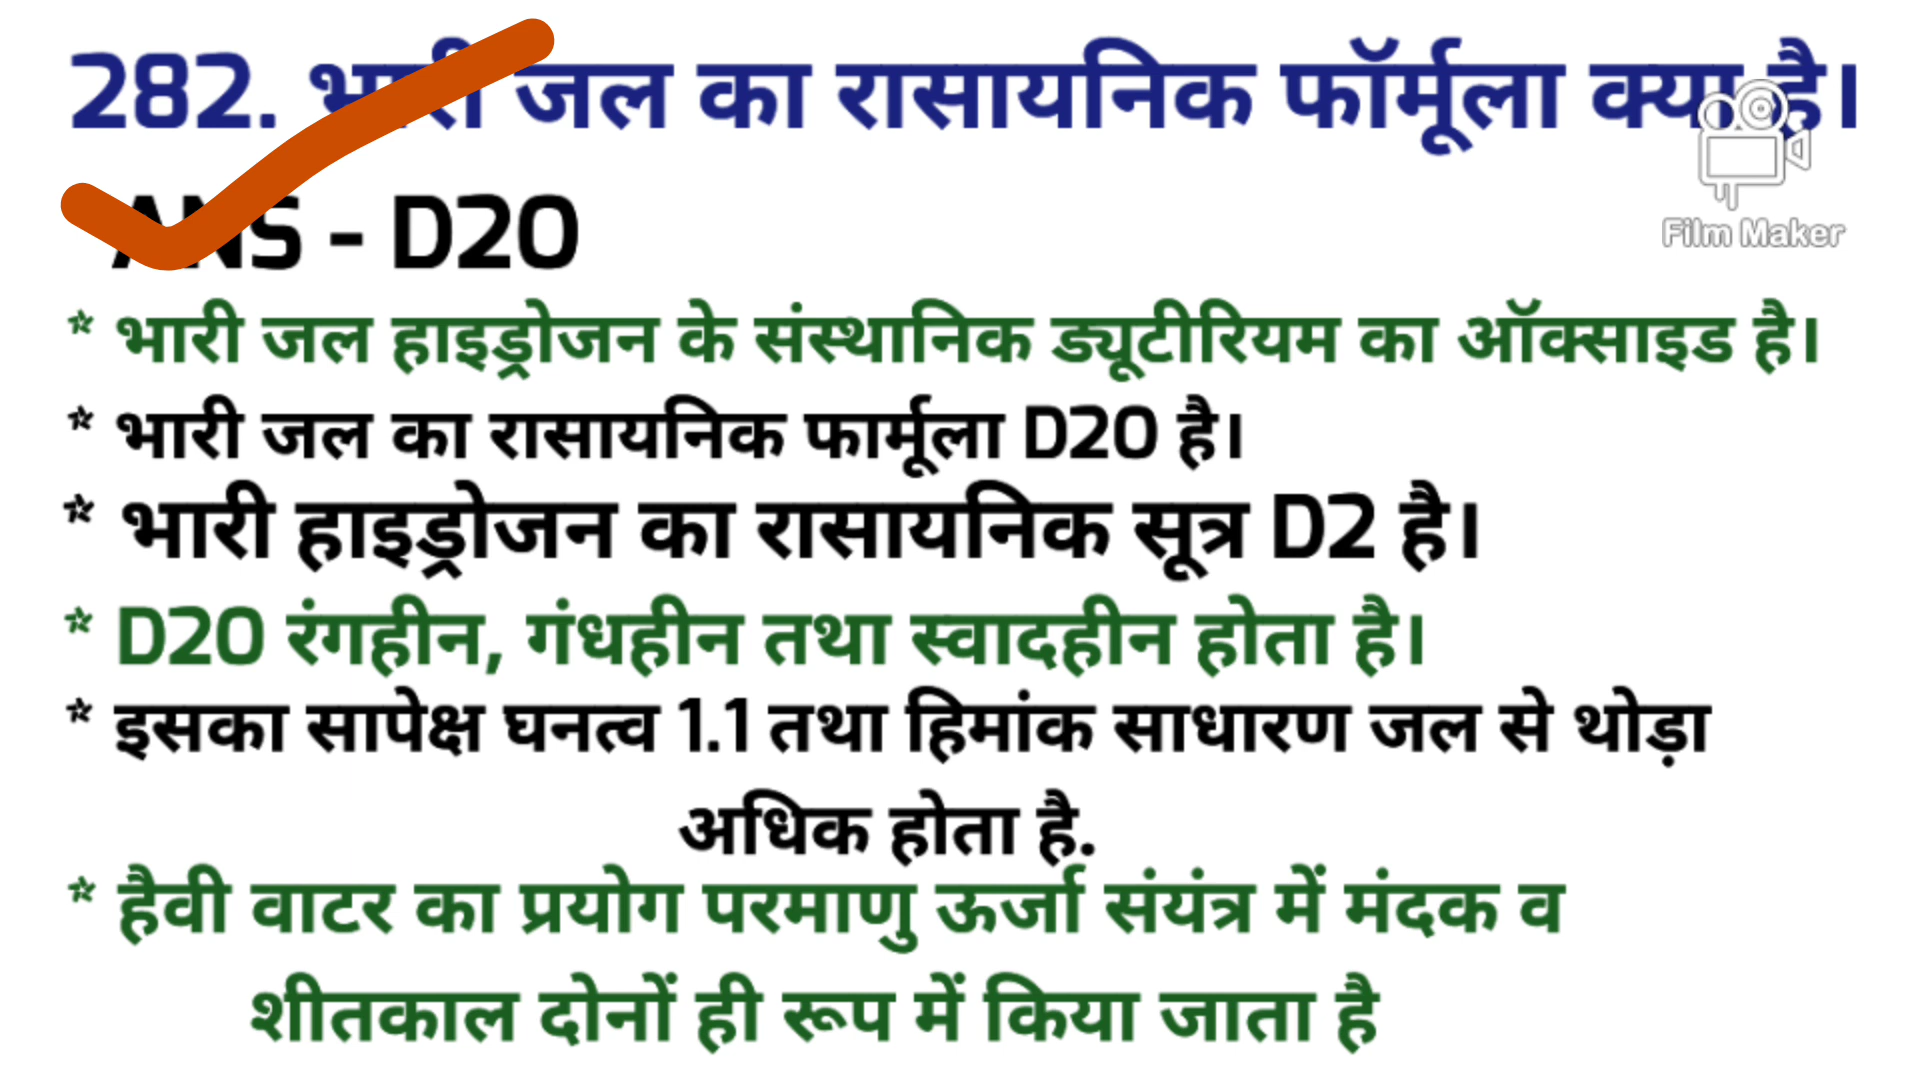 282. भारी जल का रासायनिक फॉर्मूला क्या है।
ANS - D2O
Film Maker
* भारी जल हाइड्रोजन के संस्थानिक ड्यूटीरियम का ऑक्साइड है।
* भारी जल का रासायनिक फार्मूला D2O है।
* भारी हाइड्रोजन का रासायनिक सूत्र D2 है।
* D2O रंगहीन, गंधहीन तथा स्वादहीन होता है।
* इसका सापेक्ष घनत्व 1.1 तथा हिमांक साधारण जल से थोड़ा
अधिक होता है.
* हैवी वाटर का प्रयोग परमाणु ऊर्जा संयंत्र में मंदक व
शीतकाल दोनों ही रूप में किया जाता है